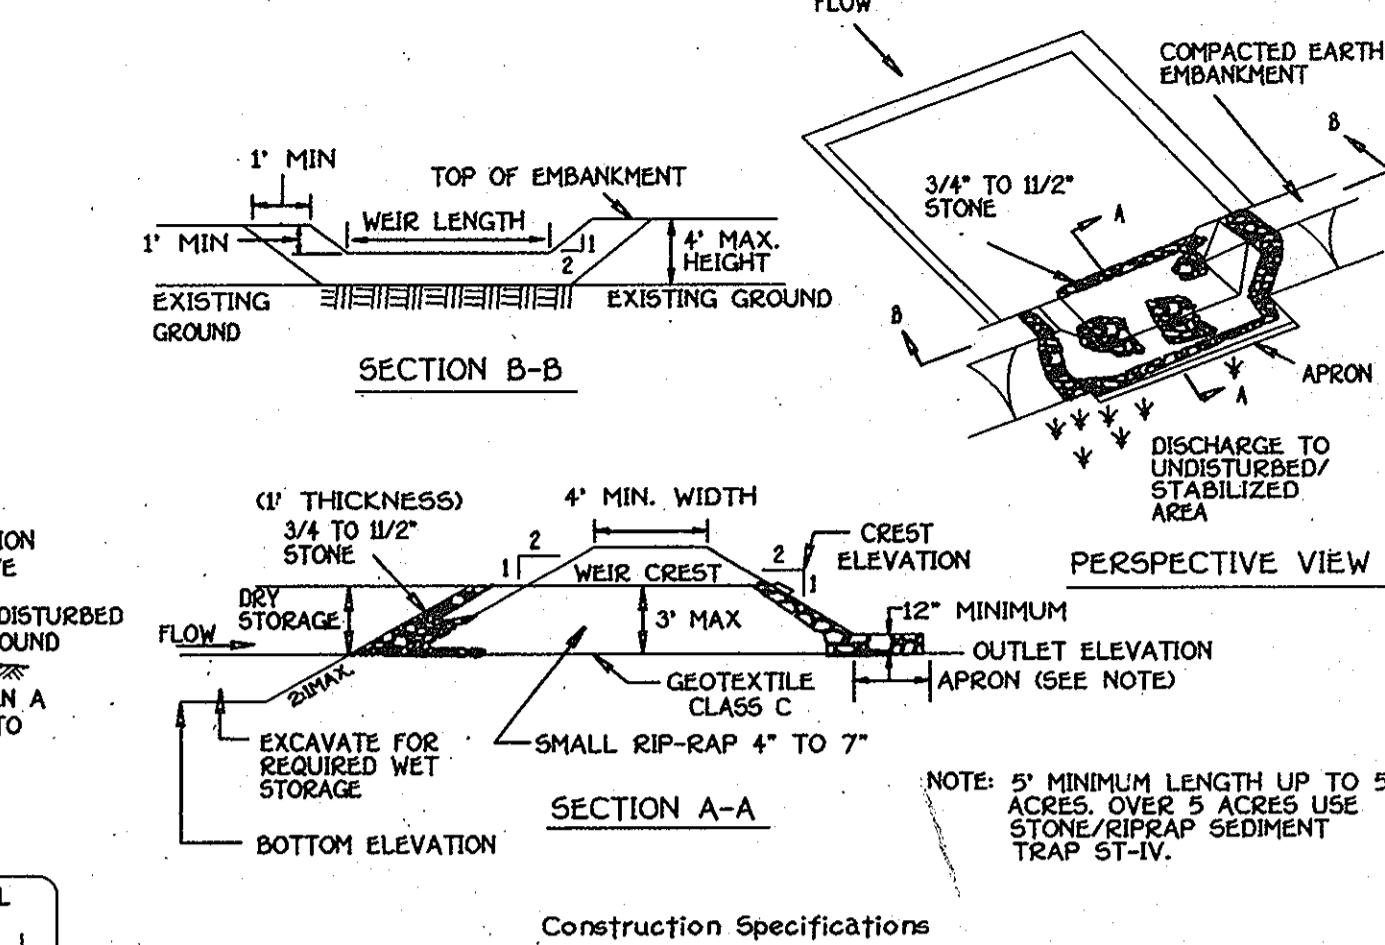 FLOW
COMPACTED EARTH
EMBANKMENT
B
1' MIN
TOP OF EMBANKMENT
3/4" TO 11/2"
STONE
A
WEIR LENGTH
1' MIN
1
2
4' MAX.
HEIGHT
EXISTING
GROUND
EXISTING GROUND
B
SECTION B-B
APRON
A
DISCHARGE TO
UNDISTURBED/
STABILIZED
AREA
PERSPECTIVE VIEW
(1' THICKNESS)
3/4 TO 11/2"
STONE
4' MIN. WIDTH
2
1
2
1
CREST
ELEVATION
WEIR CREST
DRY
STORAGE
3' MAX
12" MINIMUM
FLOW
OUTLET ELEVATION
2:1 MAX.
GEOTEXTILE
CLASS C
APRON (SEE NOTE)
EXCAVATE FOR
REQUIRED WET
STORAGE
SMALL RIP-RAP 4" TO 7"
SECTION A-A
BOTTOM ELEVATION
NOTE: 5' MINIMUM LENGTH UP TO 5
ACRES. OVER 5 ACRES USE
STONE/RIPRAP SEDIMENT
TRAP ST-IV.
ION
E
DISTURBED
OUND
N A
TO
L
Construction Specifications